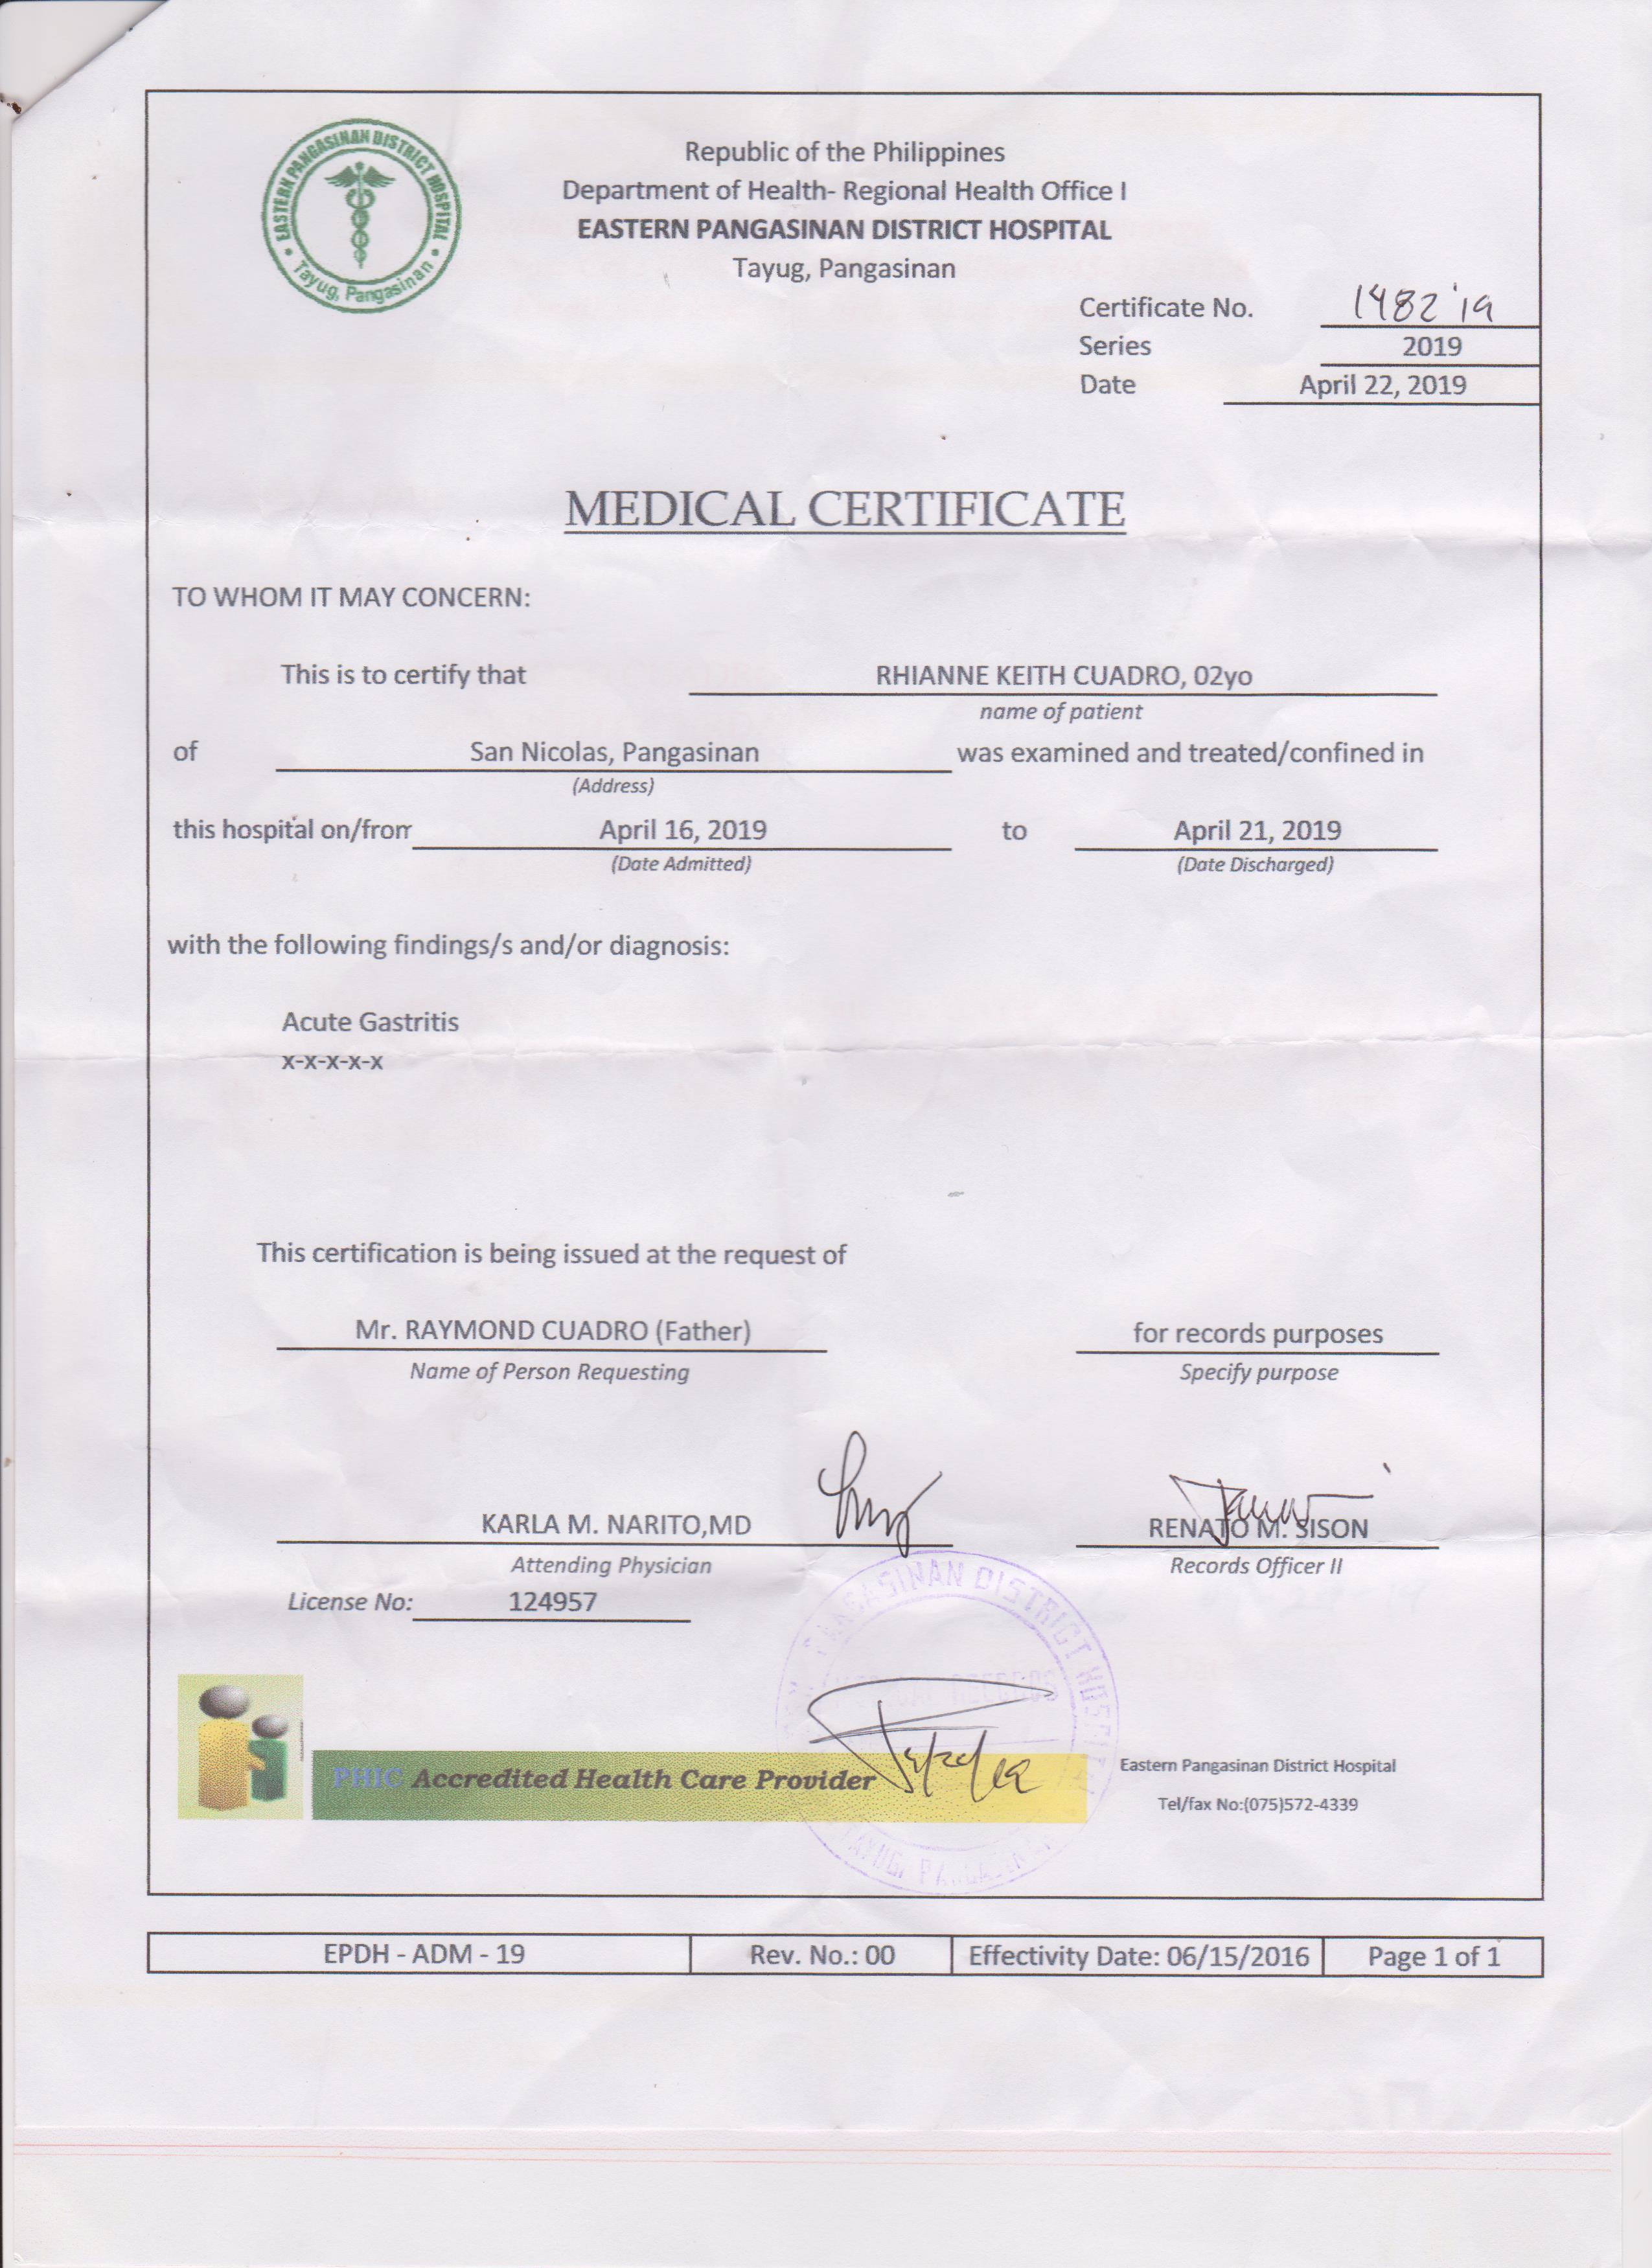 EASTERN PANGASINAN DISTRICT HOSPITAL
Tayug, Pangasinan
Republic of the Philippines
Department of Health- Regional Health Office I
EASTERN PANGASINAN DISTRICT HOSPITAL
Tayug, Pangasinan
Certificate No. 1482'19
Series 2019
Date April 22, 2019
MEDICAL CERTIFICATE
TO WHOM IT MAY CONCERN:
This is to certify that RHIANNE KEITH CUADRO, 02yo
name of patient
of San Nicolas, Pangasinan was examined and treated/confined in
(Address)
this hospital on/from April 16, 2019 to April 21, 2019
(Date Admitted) (Date Discharged)
with the following findings/s and/or diagnosis:
Acute Gastritis
x-x-x-x-x
This certification is being issued at the request of
Mr. RAYMOND CUADRO (Father) for records purposes
Name of Person Requesting Specify purpose
KARLA M. NARITO,MD RENATO M. SISON
Attending Physician Records Officer II
License No: 124957
PANGASINAN DISTRICT HOSPITAL
RECORDS
TAYUG, PANGASINAN
PHIC Accredited Health Care Provider
Eastern Pangasinan District Hospital
Tel/fax No:(075)572-4339
EPDH - ADM - 19 Rev. No.: 00 Effectivity Date: 06/15/2016 Page 1 of 1